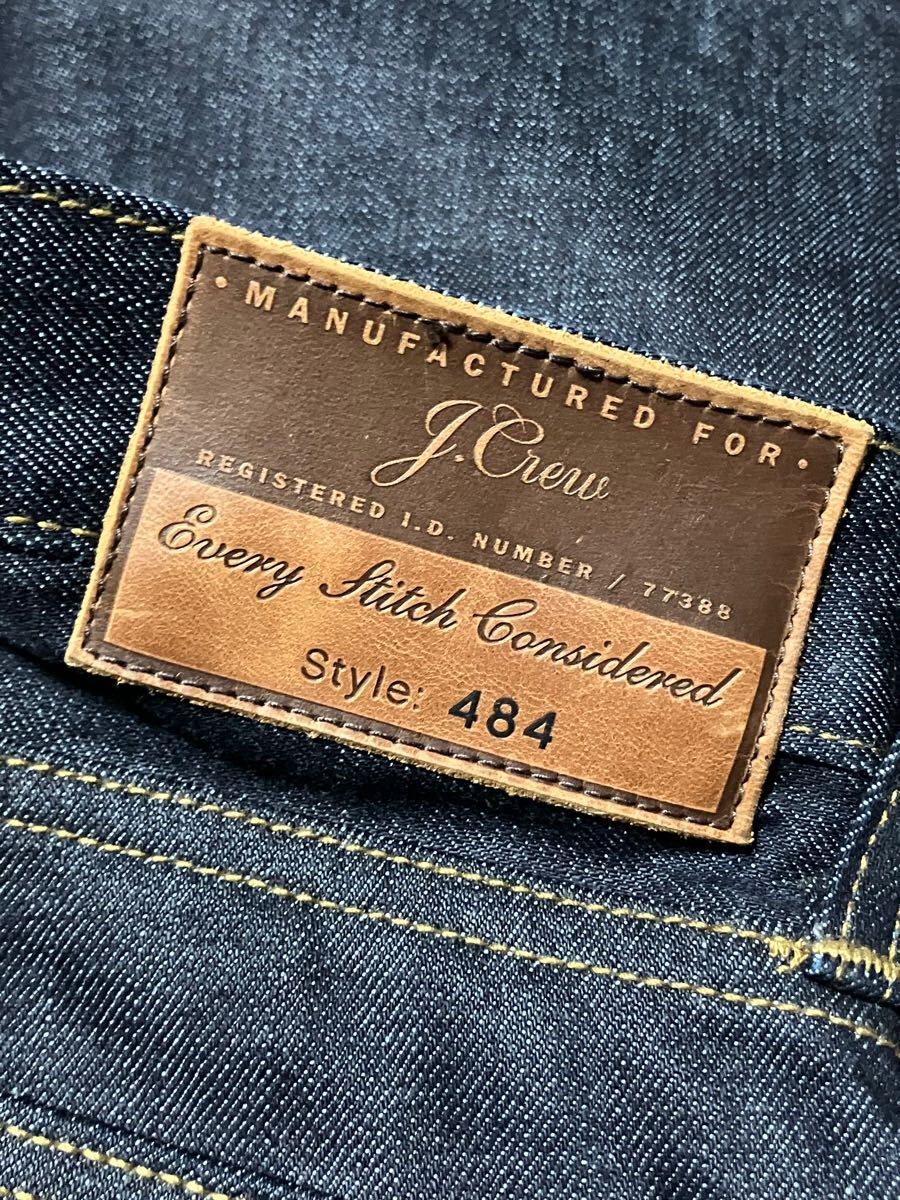 • MANUFACTURED FOR •
J.Crew
REGISTERED I.D. NUMBER / 77388
Every Stitch Considered
Style: 484